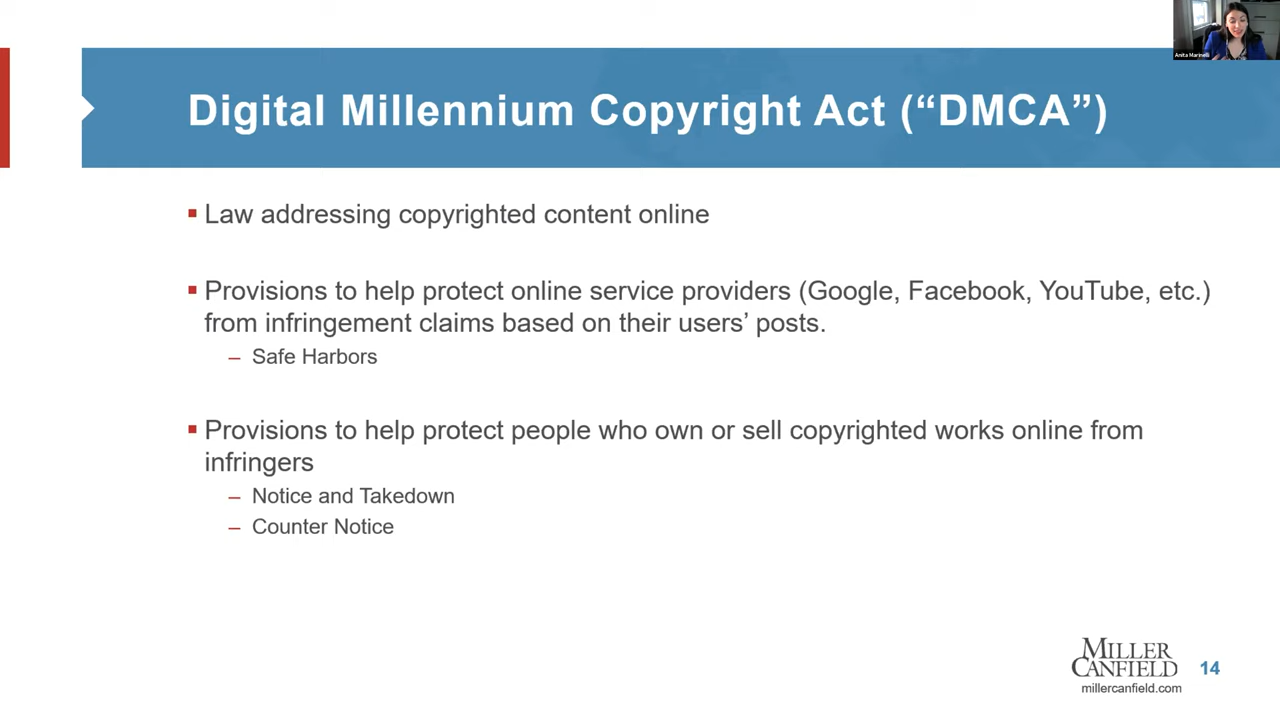 Anita Marinelli
Digital Millennium Copyright Act (“DMCA”)
Law addressing copyrighted content online
Provisions to help protect online service providers (Google, Facebook, YouTube, etc.)
from infringement claims based on their users’ posts.
– Safe Harbors
Provisions to help protect people who own or sell copyrighted works online from
infringers
– Notice and Takedown
– Counter Notice
MILLER
CANFIELD
millercanfield.com
14